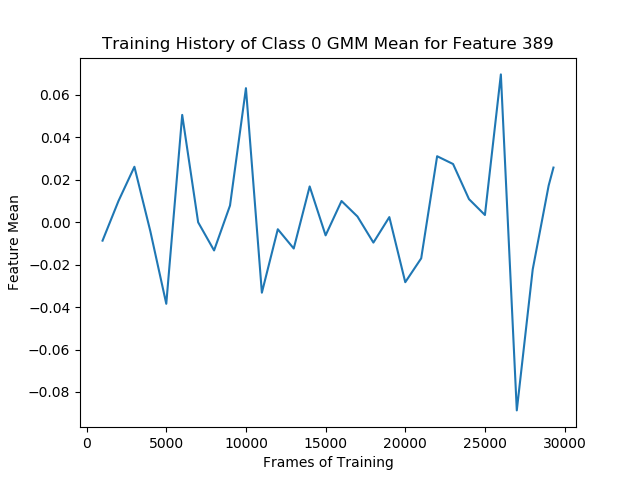 Training History of Class 0 GMM Mean for Feature 389
0.06
0.04
0.02
0.00
−0.02
−0.04
−0.06
−0.08
Feature Mean
0 5000 10000 15000 20000 25000 30000
Frames of Training